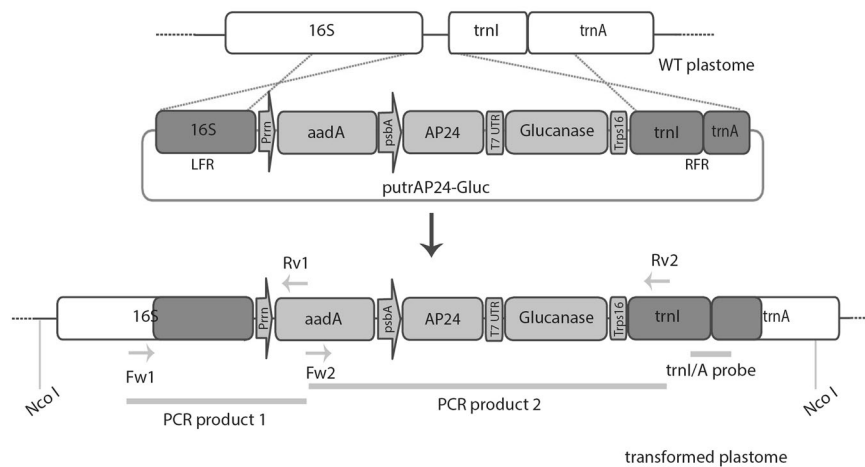 16S trnI trnA
WT plastome
16S Prrn aadA psbA AP24 T7 UTR Glucanase Trps16 trnI trnA
LFR RFR
putrAP24-Gluc
Rv1 Rv2
16S Prrn aadA psbA AP24 T7 UTR Glucanase Trps16 trnI trnA
Fw1 Fw2 trnI/A probe
Nco I Nco I
PCR product 1 PCR product 2
transformed plastome